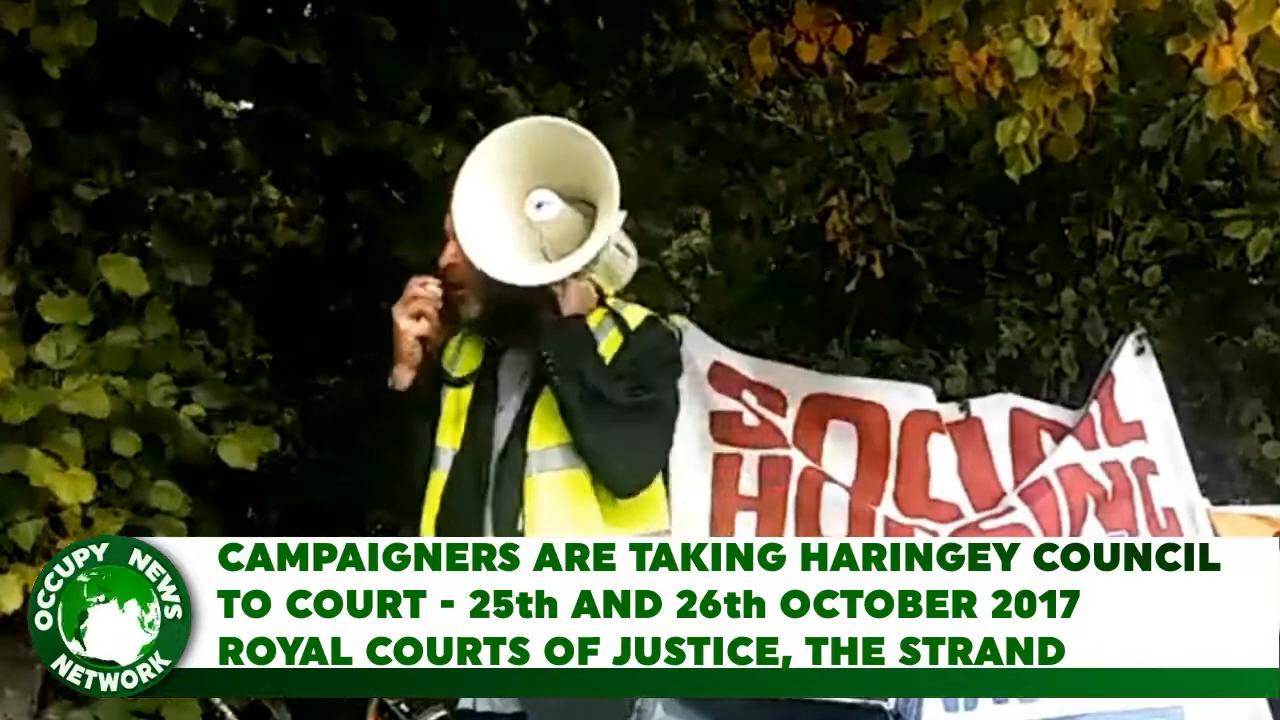 SOCIAL
HOUSING
CAMPAIGNERS ARE TAKING HARINGEY COUNCIL
TO COURT - 25th AND 26th OCTOBER 2017
ROYAL COURTS OF JUSTICE, THE STRAND
OCCUPY NEWS
NETWORK